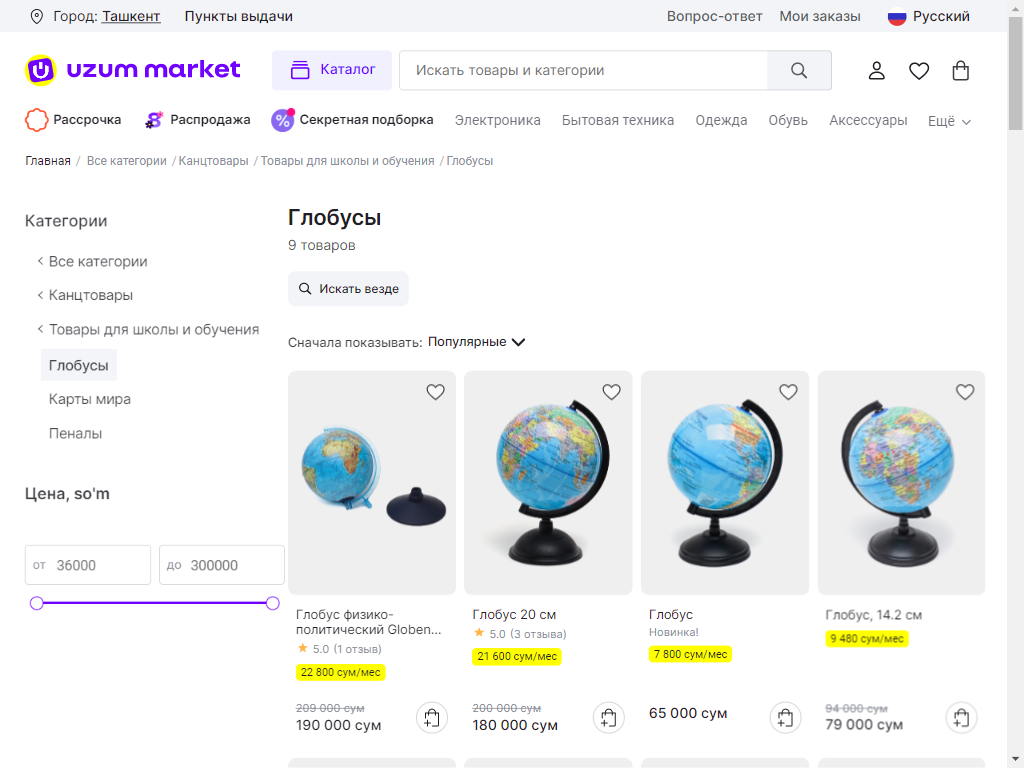 Город: Ташкент Пункты выдачи Вопрос-ответ Мои заказы Русский
uzum market Каталог Искать товары и категории
Рассрочка Распродажа % Секретная подборка Электроника Бытовая техника Одежда Обувь Аксессуары Ещё
Главная / Все категории / Канцтовары / Товары для школы и обучения / Глобусы
Категории
< Все категории
< Канцтовары
< Товары для школы и обучения
Глобусы
Карты мира
Пеналы
Цена, so'm
от 36000 до 300000
Глобусы
9 товаров
Искать везде
Сначала показывать: Популярные
Глобус физико-
политический Globen...
5.0 (1 отзыв)
22 800 сум/мес
209 000 сум
190 000 сум
Глобус 20 см
5.0 (3 отзыва)
21 600 сум/мес
200 000 сум
180 000 сум
Глобус
Новинка!
7 800 сум/мес
65 000 сум
Глобус, 14.2 см
9 480 сум/мес
94 000 сум
79 000 сум